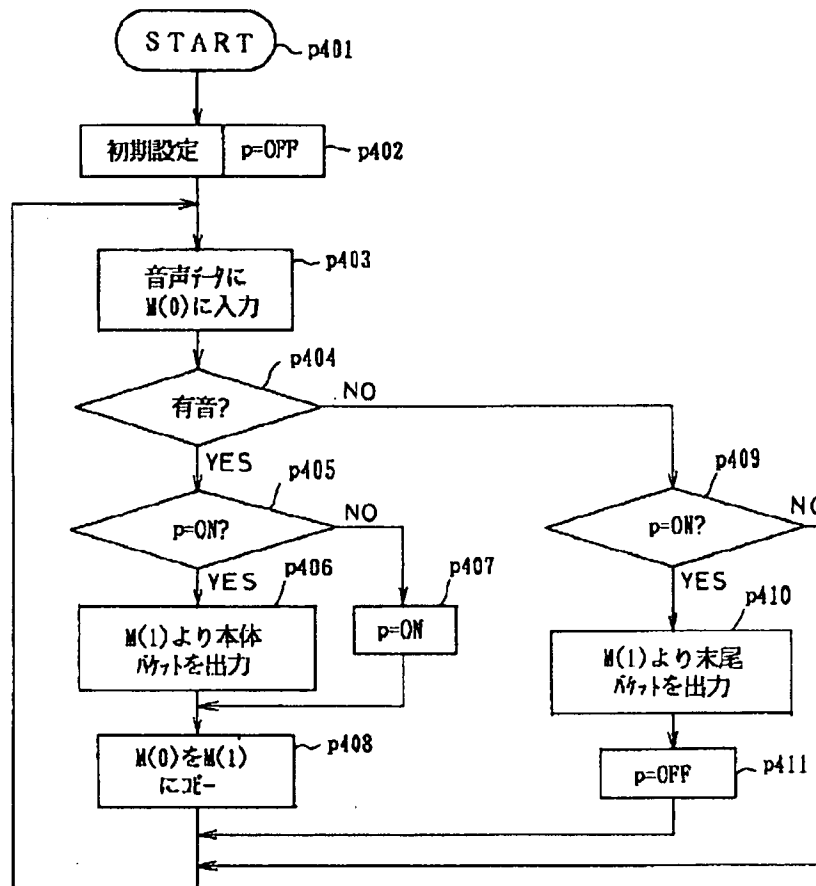 START
p401
初期設定
p=OFF
p402
音声データに
M(0)に入力
p403
有音?
p404
NO
YES
p=ON?
p405
NO
YES
M(1)より本体
パケットを出力
p406
p=ON
p407
M(0)をM(1)
にコピー
p408
p=ON?
p409
NO
YES
M(1)より末尾
パケットを出力
p410
p=OFF
p411